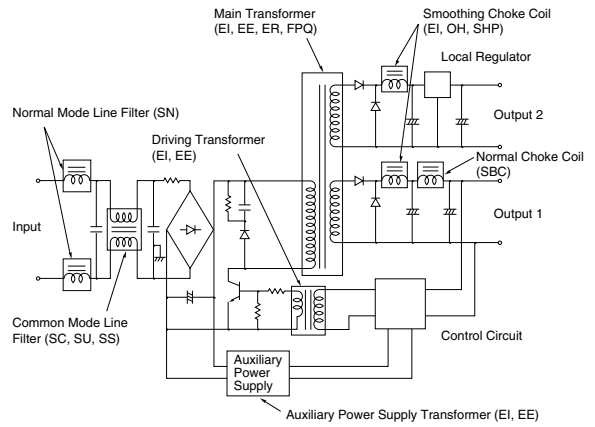 Main Transformer
(EI, EE, ER, FPQ)
Smoothing Choke Coil
(EI, OH, SHP)
Local Regulator
Normal Mode Line Filter (SN)
Driving Transformer
(EI, EE)
Output 2
Normal Choke Coil
(SBC)
Input
Output 1
Common Mode Line
Filter (SC, SU, SS)
Control Circuit
Auxiliary
Power
Supply
Auxiliary Power Supply Transformer (EI, EE)